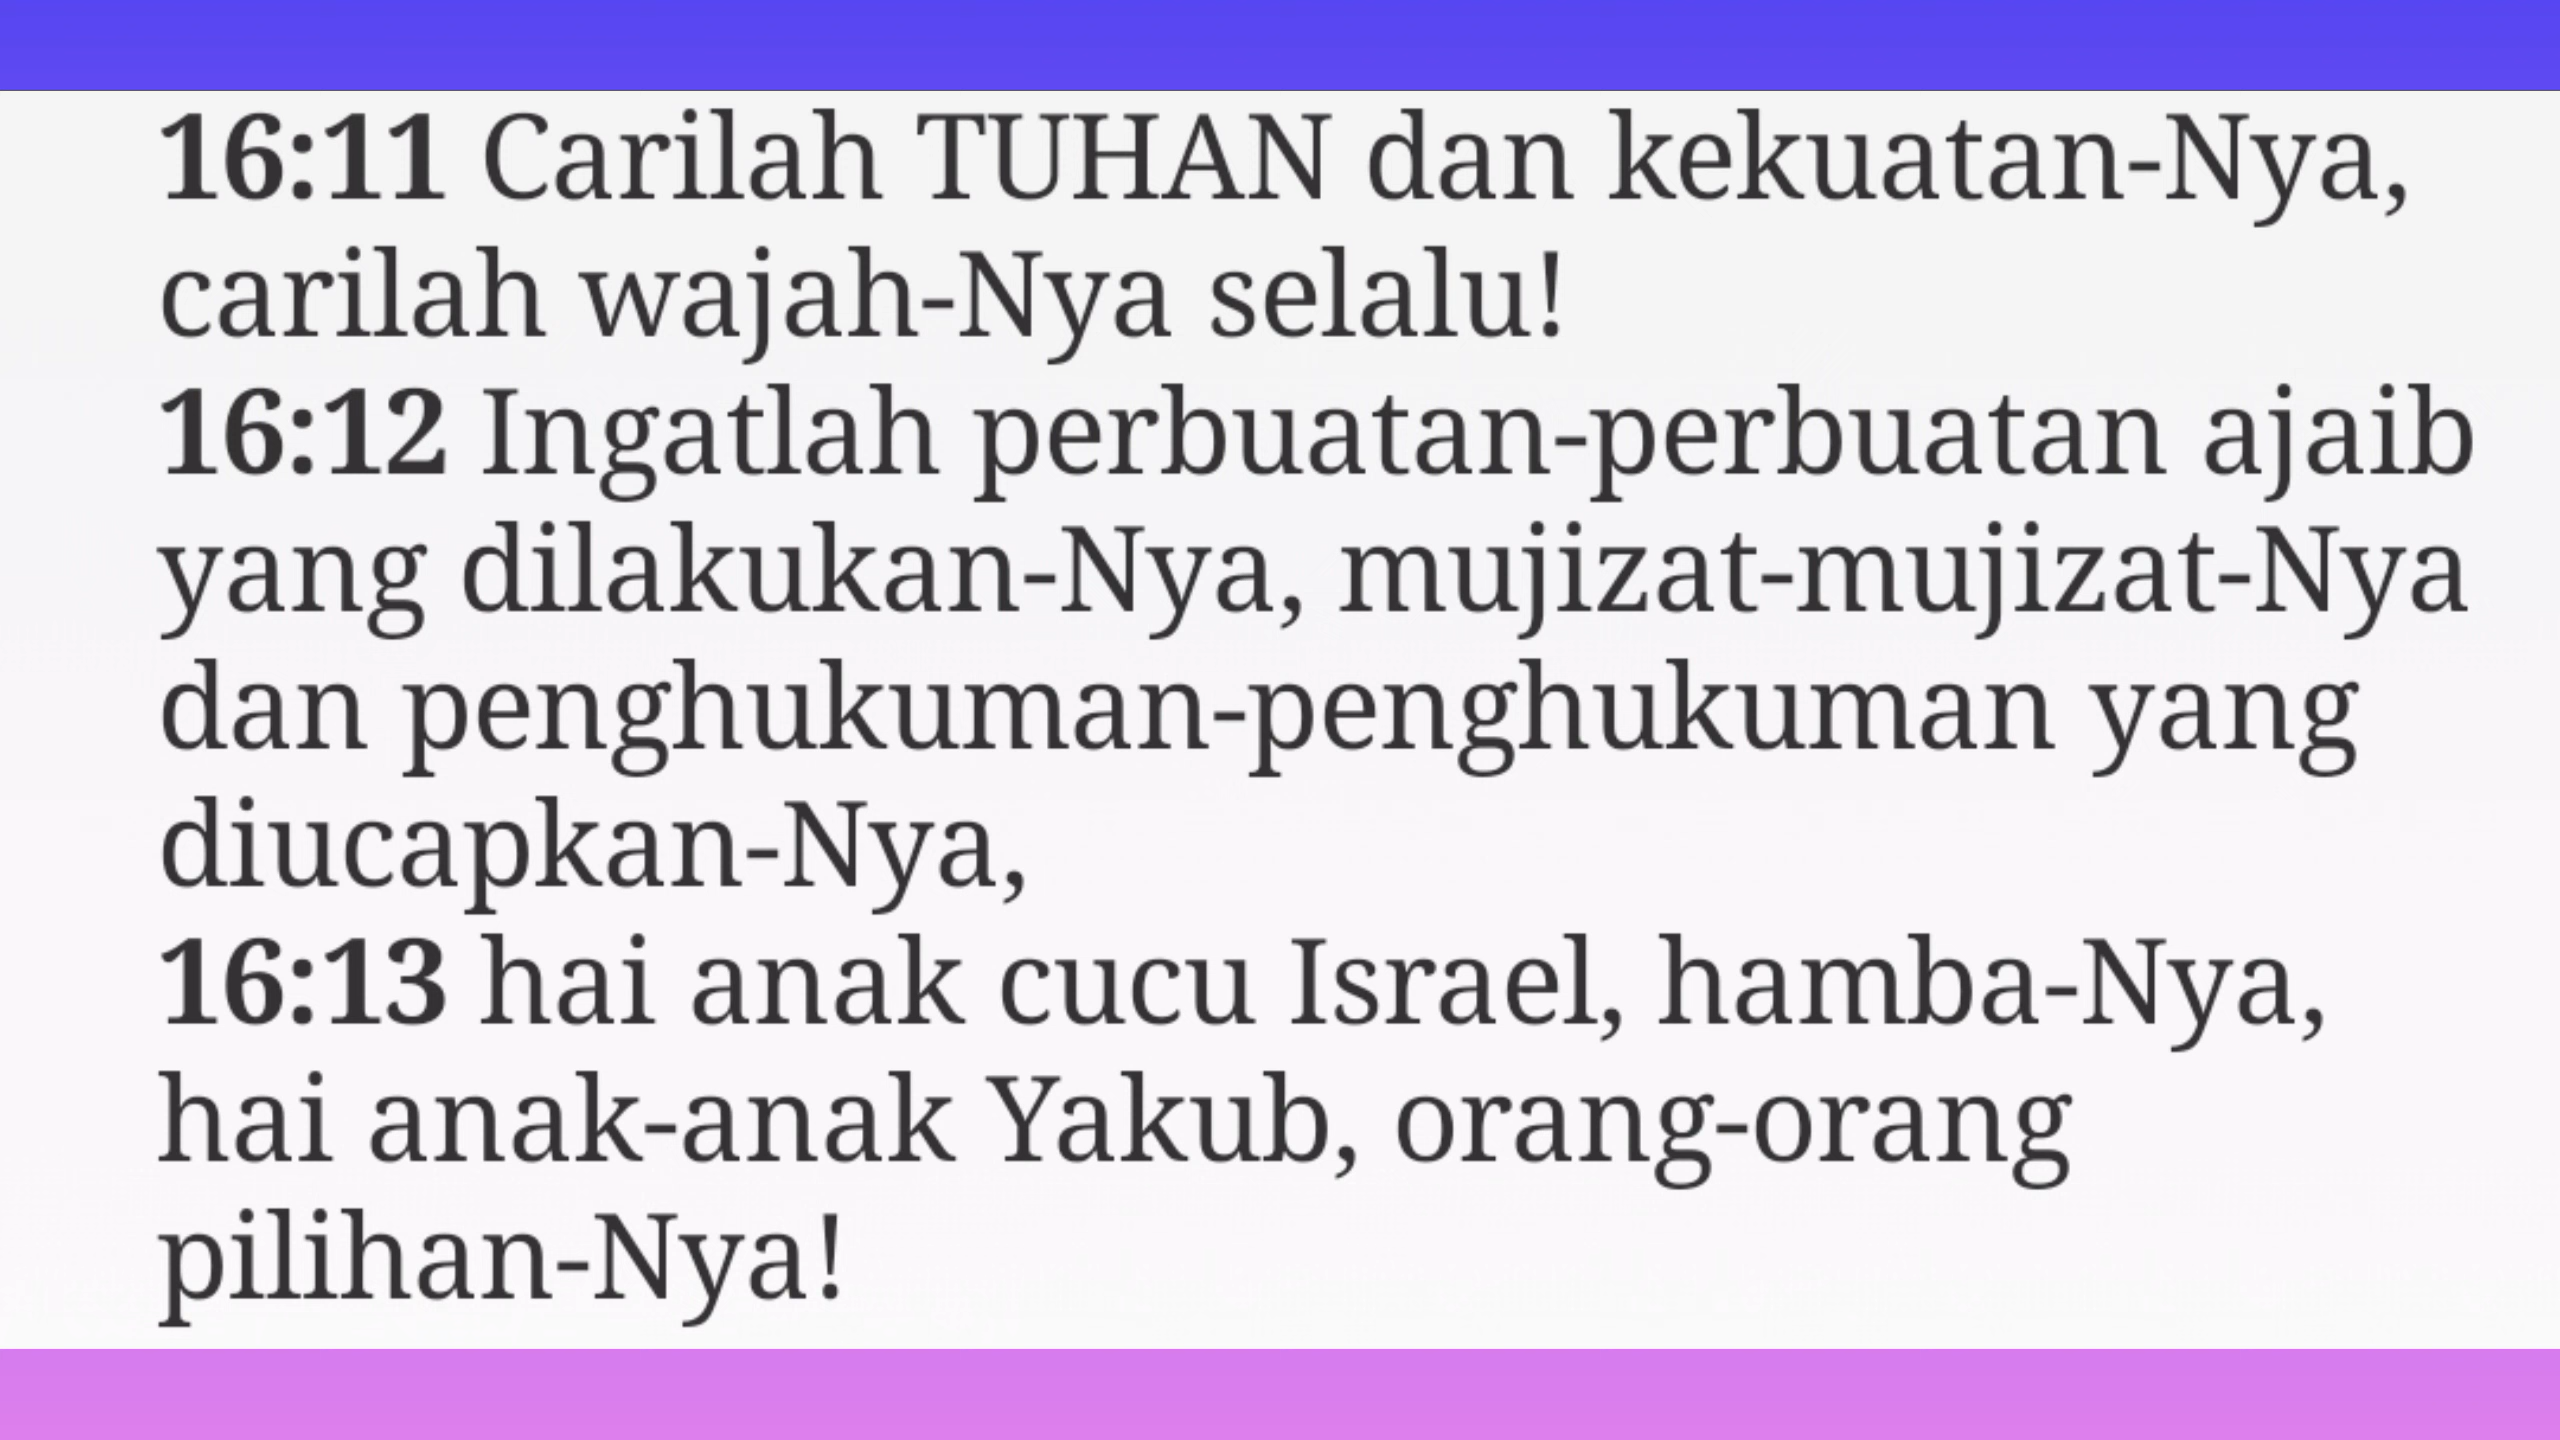 16:11 Carilah TUHAN dan kekuatan-Nya,
carilah wajah-Nya selalu!
16:12 Ingatlah perbuatan-perbuatan ajaib
yang dilakukan-Nya, mujizat-mujizat-Nya
dan penghukuman-penghukuman yang
diucapkan-Nya,
16:13 hai anak cucu Israel, hamba-Nya,
hai anak-anak Yakub, orang-orang
pilihan-Nya!